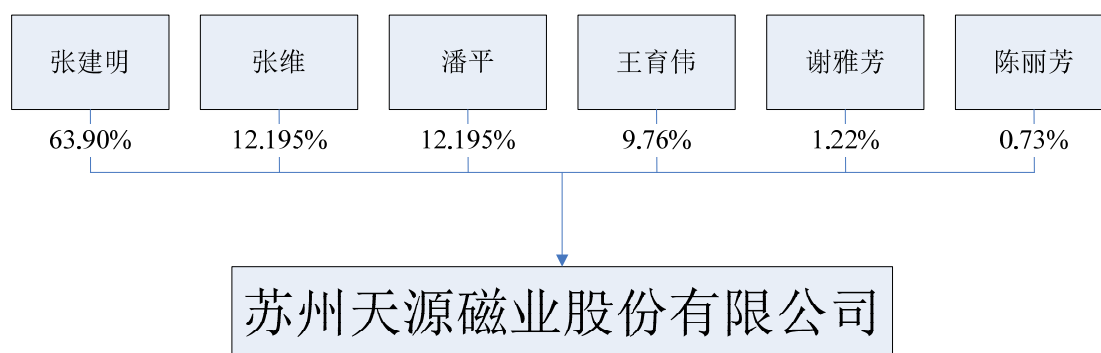 张建明 张维 潘平 王育伟 谢雅芳 陈丽芳
63.90% 12.195% 12.195% 9.76% 1.22% 0.73%
苏州天源磁业股份有限公司